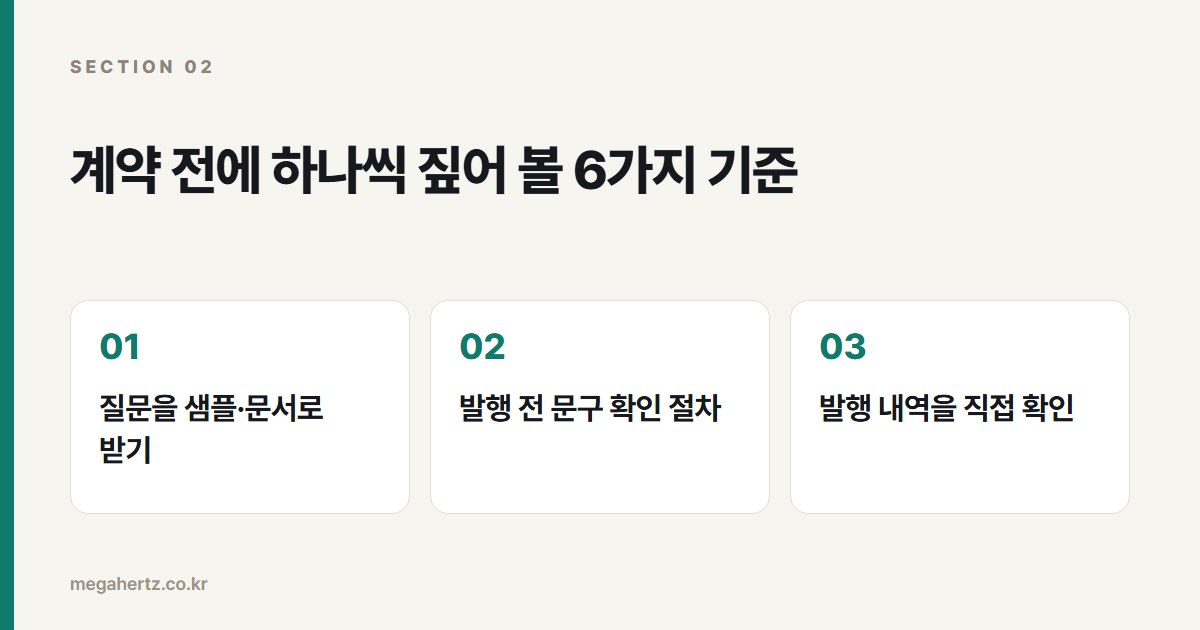 SECTION 02
계약 전에 하나씩 짚어 볼 6가지 기준
01
질문을 샘플·문서로
받기
02
발행 전 문구 확인 절차
03
발행 내역을 직접 확인
megahertz.co.kr